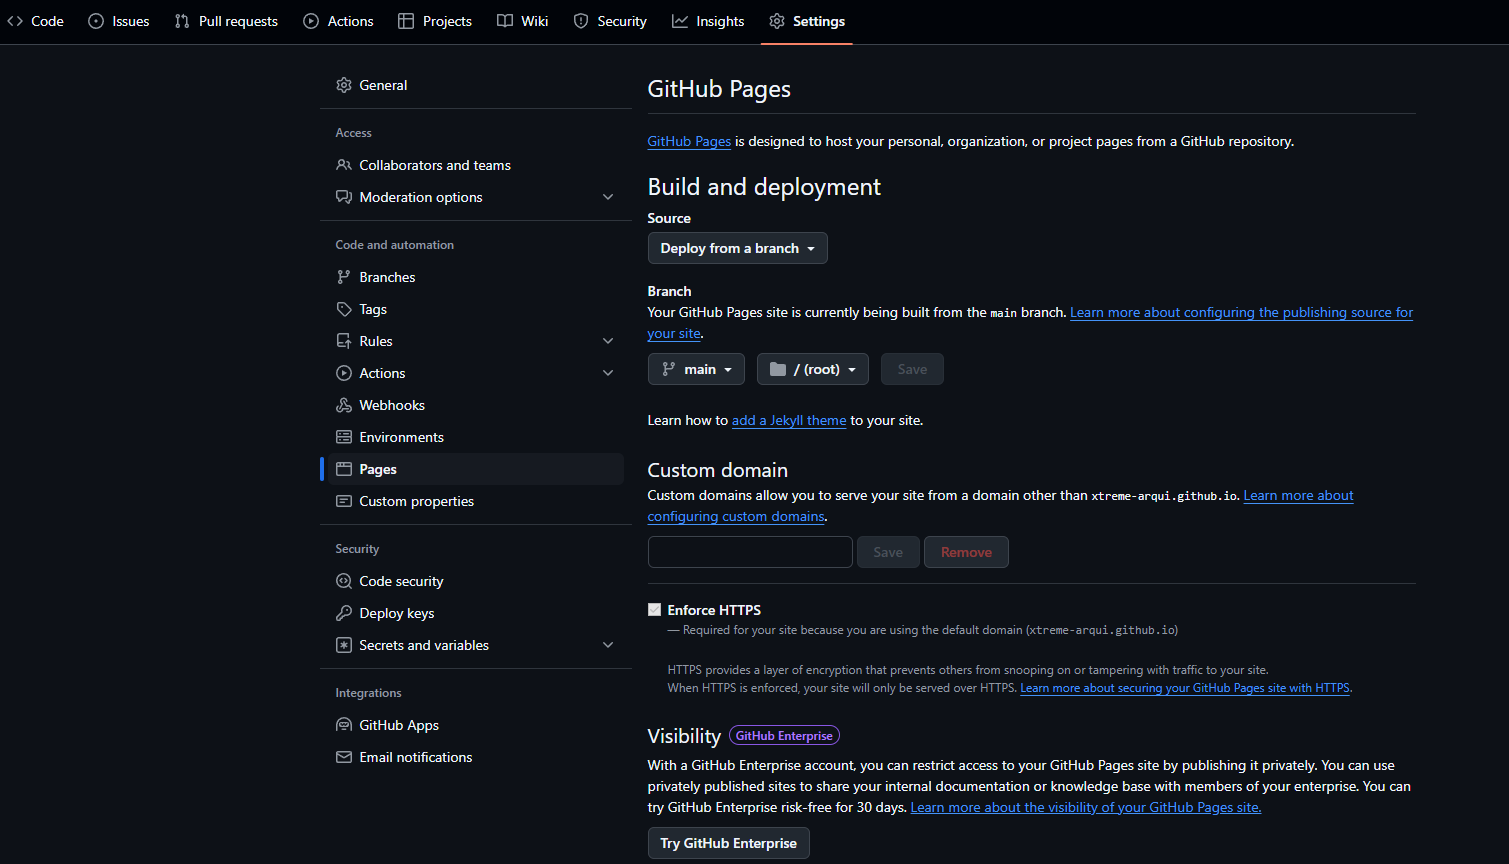 Code Issues Pull requests Actions Projects Wiki Security Insights Settings
General
Access
Collaborators and teams
Moderation options
Code and automation
Branches
Tags
Rules
Actions
Webhooks
Environments
Pages
Custom properties
Security
Code security
Deploy keys
Secrets and variables
Integrations
GitHub Apps
Email notifications
GitHub Pages
GitHub Pages is designed to host your personal, organization, or project pages from a GitHub repository.
Build and deployment
Source
Deploy from a branch
Branch
Your GitHub Pages site is currently being built from the main branch. Learn more about configuring the publishing source for
your site.
main / (root) Save
Learn how to add a Jekyll theme to your site.
Custom domain
Custom domains allow you to serve your site from a domain other than xtreme-arqui.github.io. Learn more about
configuring custom domains.
Save Remove
Enforce HTTPS
— Required for your site because you are using the default domain (xtreme-arqui.github.io)
HTTPS provides a layer of encryption that prevents others from snooping on or tampering with traffic to your site.
When HTTPS is enforced, your site will only be served over HTTPS. Learn more about securing your GitHub Pages site with HTTPS.
Visibility GitHub Enterprise
With a GitHub Enterprise account, you can restrict access to your GitHub Pages site by publishing it privately. You can use
privately published sites to share your internal documentation or knowledge base with members of your enterprise. You can
try GitHub Enterprise risk-free for 30 days. Learn more about the visibility of your GitHub Pages site.
Try GitHub Enterprise